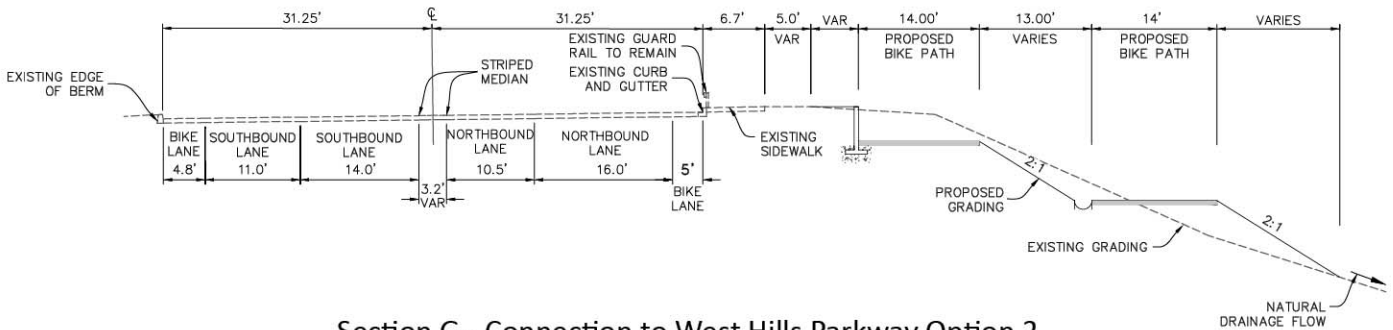 31.25'
℄
31.25'
6.7'
5.0'
VAR
VAR
14.00'
PROPOSED
BIKE PATH
13.00'
VARIES
14'
PROPOSED
BIKE PATH
VARIES
EXISTING GUARD
RAIL TO REMAIN
EXISTING CURB
AND GUTTER
STRIPED
MEDIAN
EXISTING EDGE
OF BERM
BIKE
LANE
4.8'
SOUTHBOUND
LANE
11.0'
SOUTHBOUND
LANE
14.0'
3.2'
VAR
NORTHBOUND
LANE
10.5'
NORTHBOUND
LANE
16.0'
5'
BIKE
LANE
EXISTING
SIDEWALK
2:1
PROPOSED
GRADING
EXISTING GRADING
2:1
NATURAL
DRAINAGE FLOW
Section G - Connection to West Hills Parkway Option 2